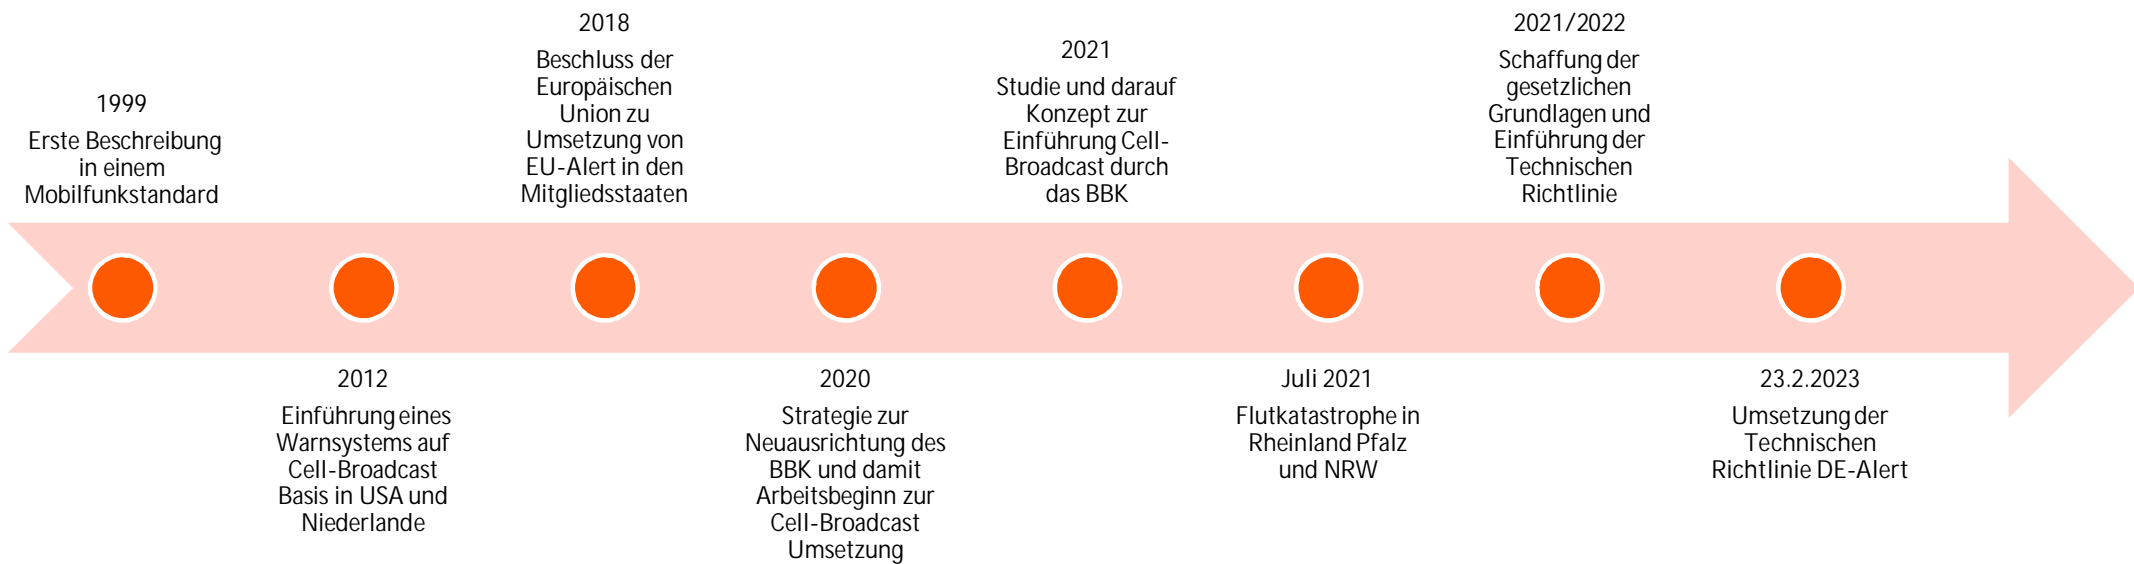 1999
Erste Beschreibung
in einem
Mobilfunkstandard
2012
Einführung eines
Warnsystems auf
Cell-Broadcast
Basis in USA und
Niederlande
2018
Beschluss der
Europäischen
Union zu
Umsetzung von
EU-Alert in den
Mitgliedsstaaten
2020
Strategie zur
Neuausrichtung des
BBK und damit
Arbeitsbeginn zur
Cell-Broadcast
Umsetzung
2021
Studie und darauf
Konzept zur
Einführung Cell-
Broadcast durch
das BBK
Juli 2021
Flutkatastrophe in
Rheinland Pfalz
und NRW
2021/2022
Schaffung der
gesetzlichen
Grundlagen und
Einführung der
Technischen
Richtlinie
23.2.2023
Umsetzung der
Technischen
Richtlinie DE-Alert